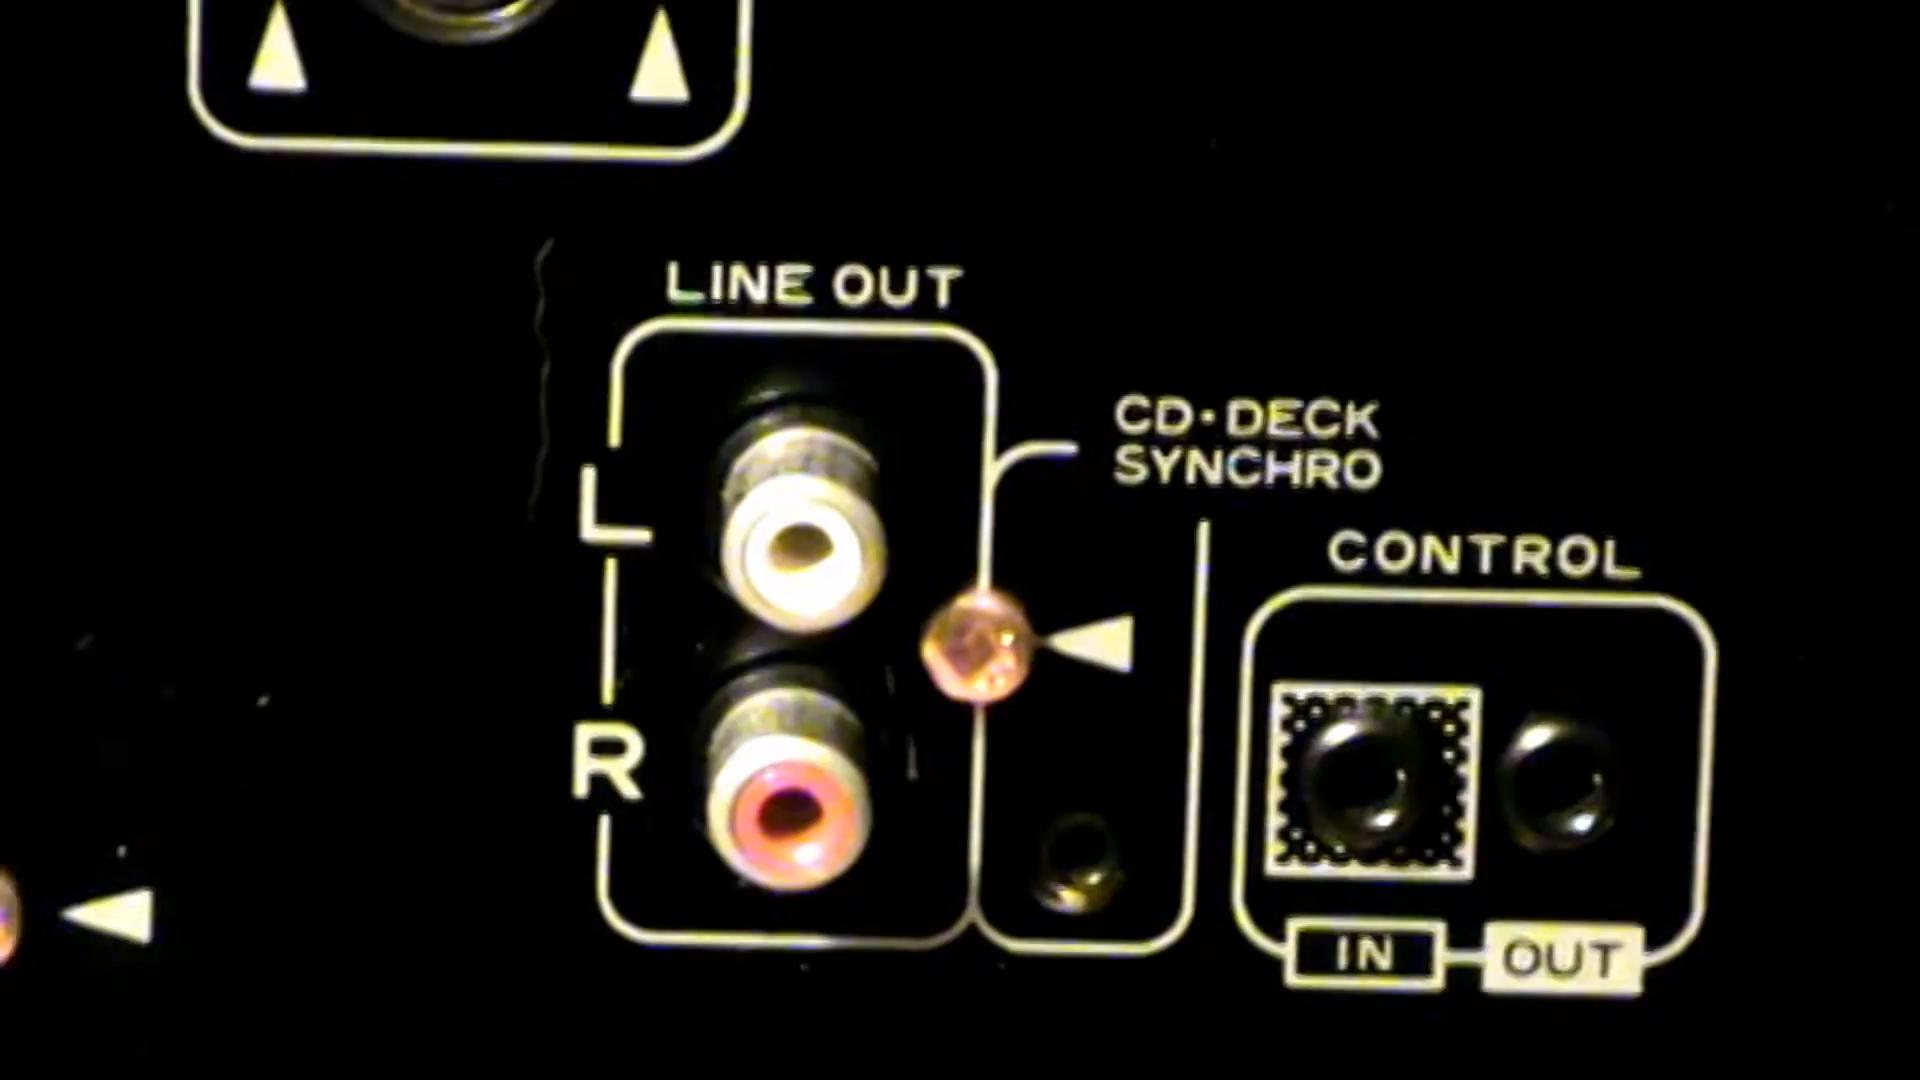 LINE OUT
CD·DECK
SYNCHRO
L
CONTROL
R
IN
OUT